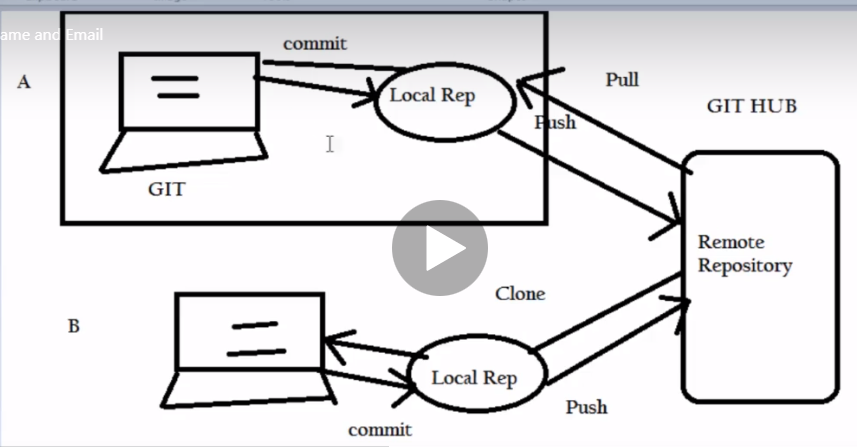 ame and Email
commit
A
Local Rep
Pull
GIT HUB
Push
GIT
Remote
Repository
Clone
B
Local Rep
Push
commit